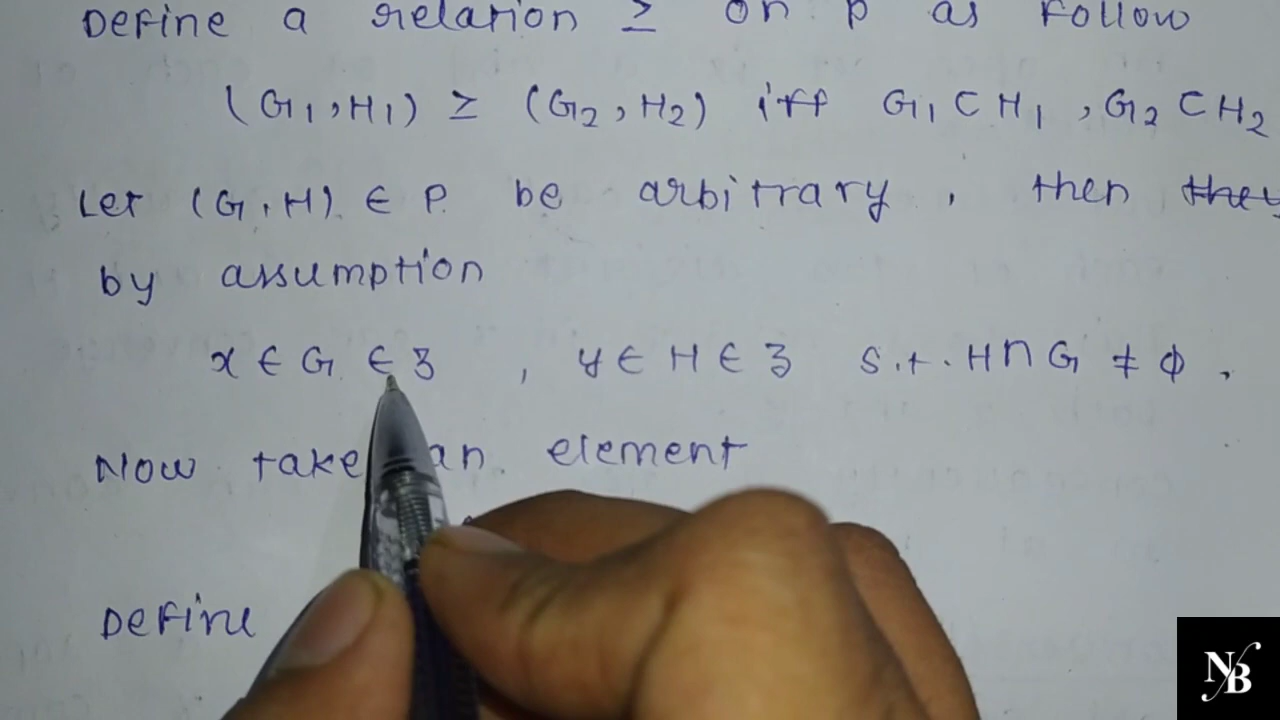 Define a relation ≥ on P as follow
(G₁,H₁) ≥ (G₂,H₂) iff G₁ ⊂ H₁ , G₂ ⊂ H₂
Let (G,H) ∈ P be arbitrary , then
by assumption
x ∈ G ∈ ℨ , y ∈ H ∈ ℨ s.t. H ∩ G ≠ ϕ .
Now take an element
Define
NB